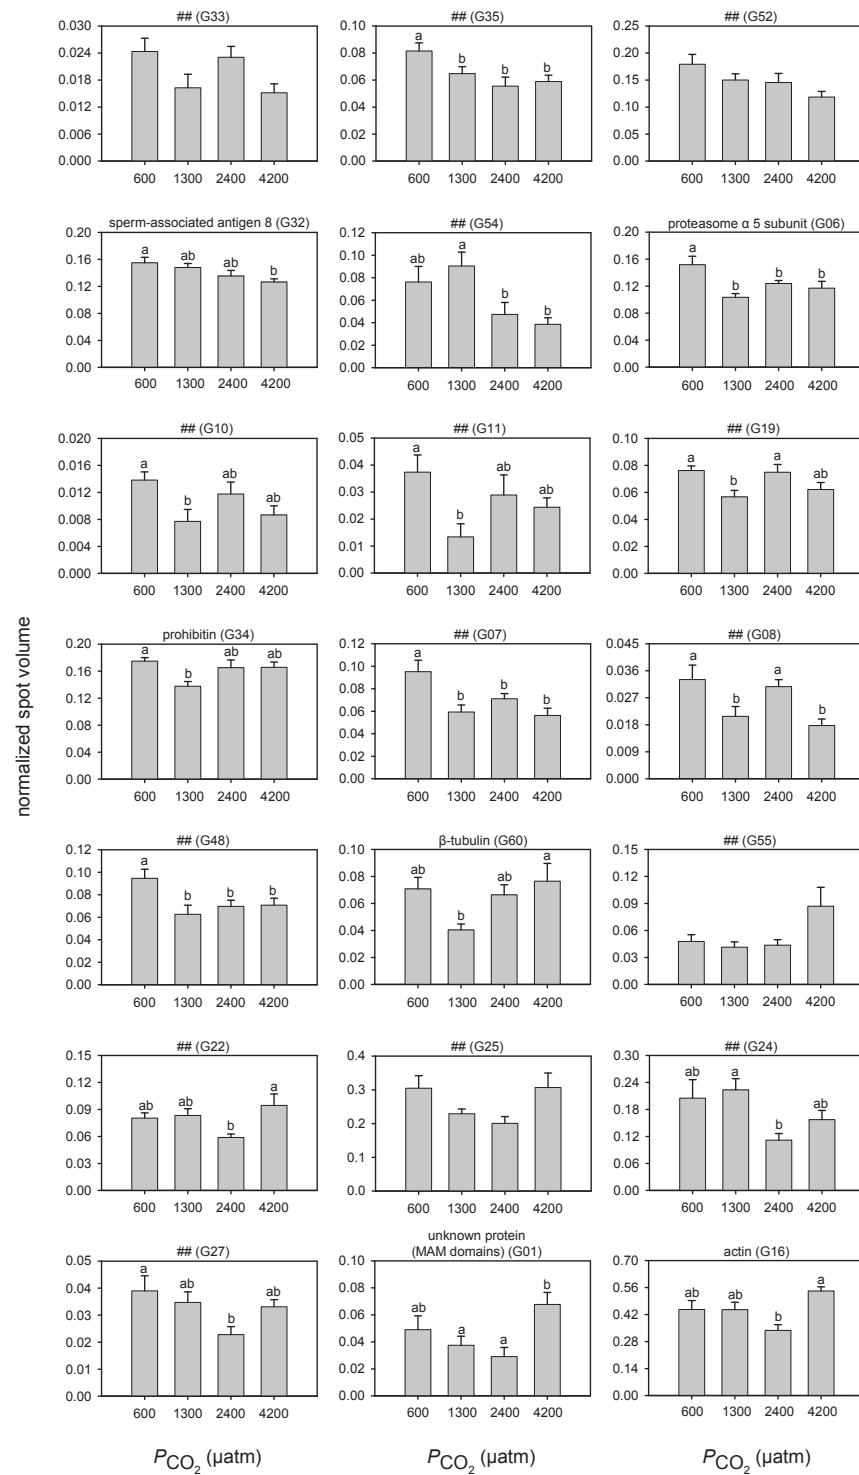 ## (G33)
0.030
0.024
0.018
0.012
0.006
0.000
600 1300 2400 4200
## (G35)
0.10
0.08
0.06
0.04
0.02
0.00
a b b b
600 1300 2400 4200
## (G52)
0.25
0.20
0.15
0.10
0.05
0.00
600 1300 2400 4200
sperm-associated antigen 8 (G32)
0.20
0.16
0.12
0.08
0.04
0.00
a ab ab b
600 1300 2400 4200
## (G54)
0.12
0.10
0.08
0.06
0.04
0.02
0.00
ab a b b
600 1300 2400 4200
proteasome α 5 subunit (G06)
0.20
0.16
0.12
0.08
0.04
0.00
a b b b
600 1300 2400 4200
## (G10)
0.020
0.016
0.012
0.008
0.004
0.000
a b ab ab
600 1300 2400 4200
## (G11)
0.05
0.04
0.03
0.02
0.01
0.00
a b ab ab
600 1300 2400 4200
## (G19)
0.10
0.08
0.06
0.04
0.02
0.00
a b a ab
600 1300 2400 4200
normalized spot volume
prohibitin (G34)
0.20
0.16
0.12
0.08
0.04
0.00
a b ab ab
600 1300 2400 4200
## (G07)
0.12
0.10
0.08
0.06
0.04
0.02
0.00
a b b b
600 1300 2400 4200
## (G08)
0.045
0.036
0.027
0.018
0.009
0.000
a b a b
600 1300 2400 4200
## (G48)
0.12
0.10
0.08
0.06
0.04
0.02
0.00
a b b b
600 1300 2400 4200
β-tubulin (G60)
0.10
0.08
0.06
0.04
0.02
0.00
ab b ab a
600 1300 2400 4200
## (G55)
0.15
0.12
0.09
0.06
0.03
0.00
600 1300 2400 4200
## (G22)
0.15
0.12
0.09
0.06
0.03
0.00
ab ab b a
600 1300 2400 4200
## (G25)
0.4
0.3
0.2
0.1
0.0
600 1300 2400 4200
## (G24)
0.30
0.24
0.18
0.12
0.06
0.00
ab a b ab
600 1300 2400 4200
## (G27)
0.05
0.04
0.03
0.02
0.01
0.00
a ab b ab
600 1300 2400 4200
unknown protein
(MAM domains) (G01)
0.10
0.08
0.06
0.04
0.02
0.00
ab a a b
600 1300 2400 4200
actin (G16)
0.70
0.56
0.42
0.28
0.14
0.00
ab ab b a
600 1300 2400 4200
PCO₂ (µatm) PCO₂ (µatm) PCO₂ (µatm)